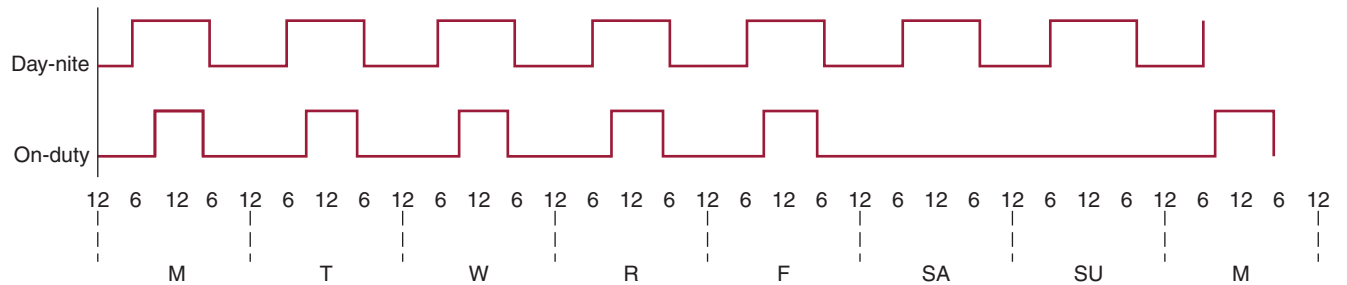 Day-nite
On-duty
12 6 12 6 12 6 12 6 12 6 12 6 12 6 12 6 12 6 12 6 12 6 12 6 12 6 12 6 12 6 12 6 12
M T W R F SA SU M